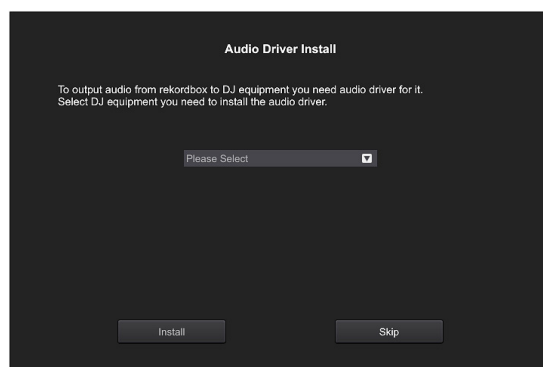 Audio Driver Install
To output audio from rekordbox to DJ equipment you need audio driver for it.
Select DJ equipment you need to install the audio driver.
Please Select
Install
Skip